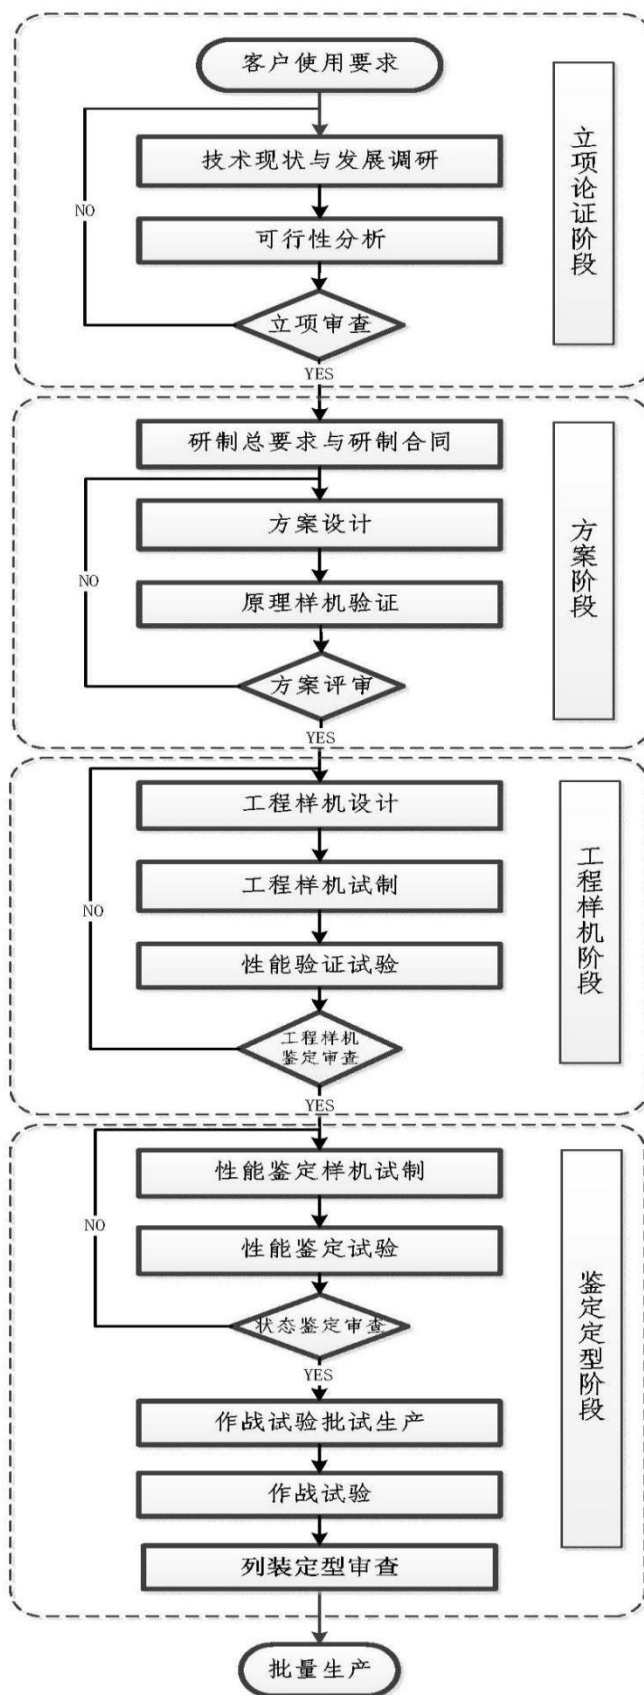 客户使用要求
技术现状与发展调研
NO
可行性分析
立项审查
YES
立项论证阶段
研制总要求与研制合同
方案设计
NO
原理样机验证
方案评审
YES
方案阶段
工程样机设计
工程样机试制
NO
性能验证试验
工程样机
鉴定审查
YES
工程样机阶段
性能鉴定样机试制
NO
性能鉴定试验
状态鉴定审查
YES
作战试验批试生产
作战试验
列装定型审查
鉴定定型阶段
批量生产